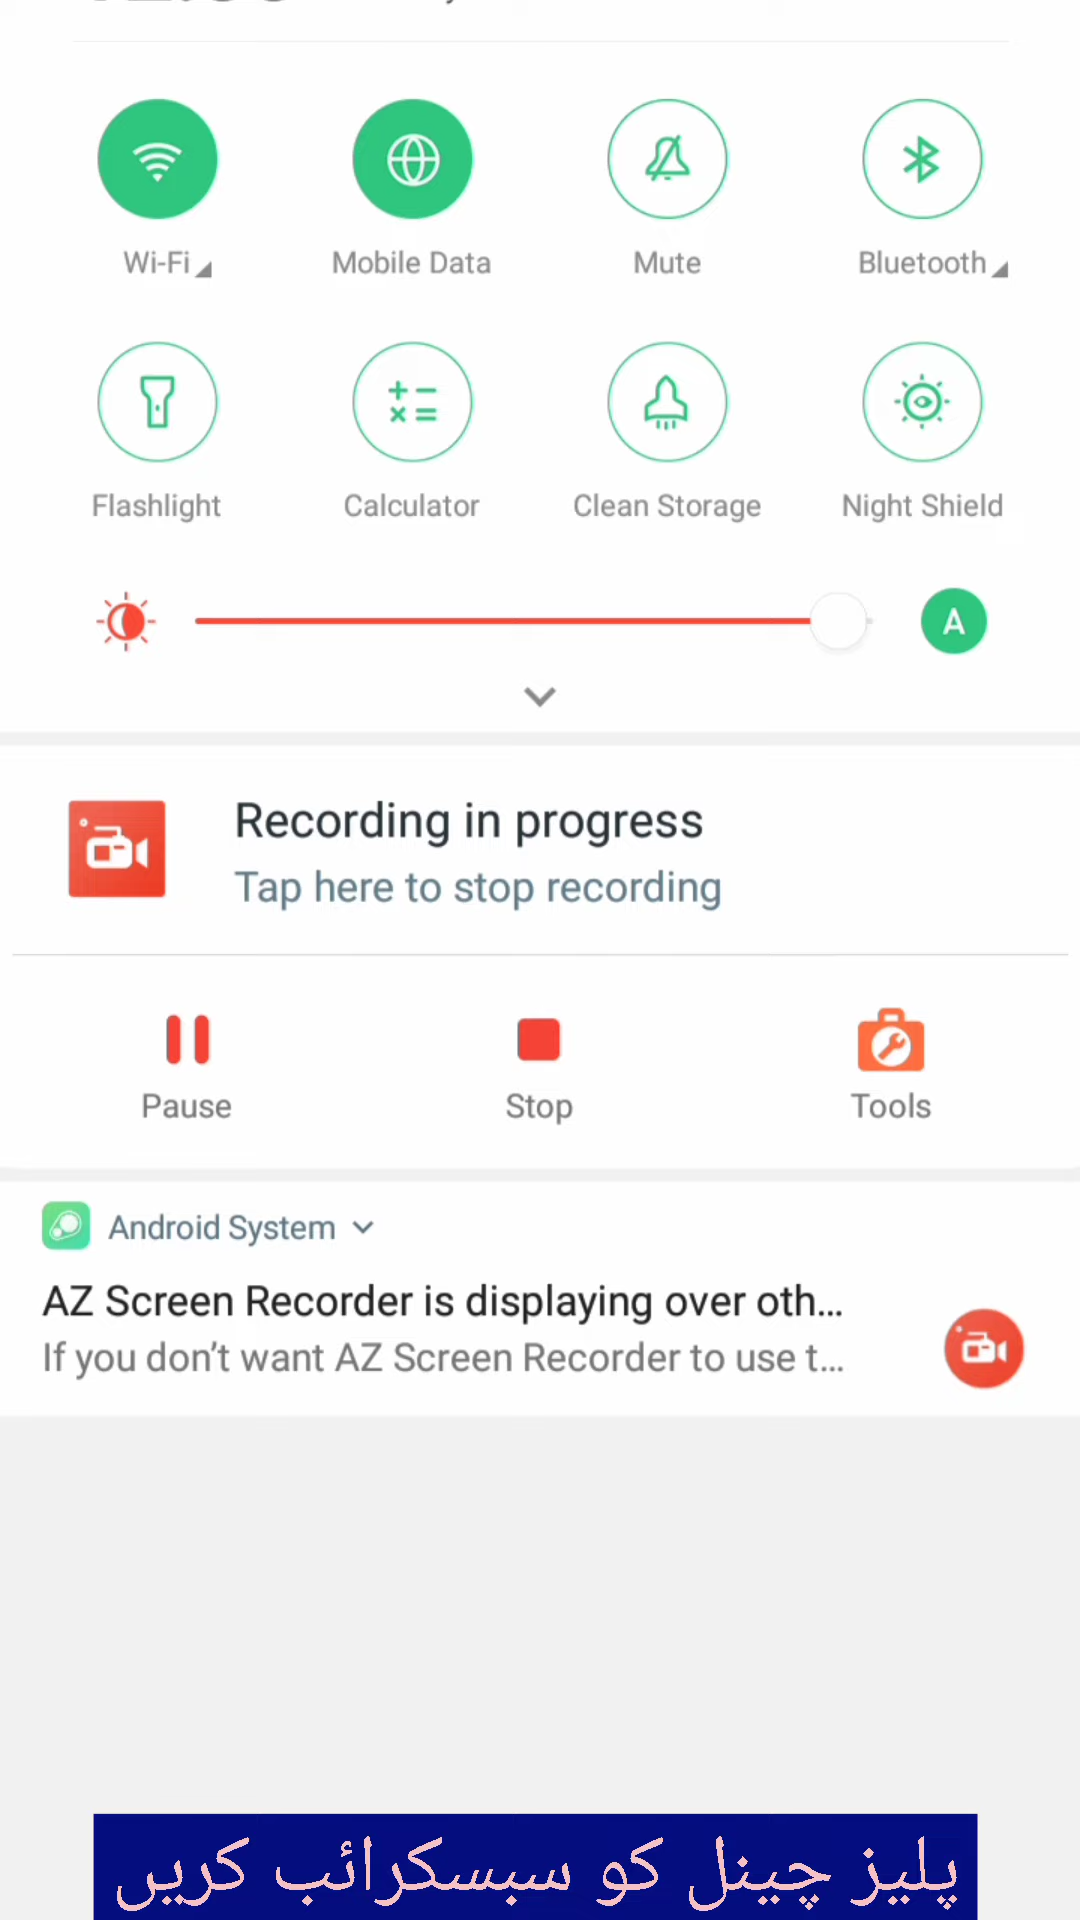 Wi-Fi
Mobile Data
Mute
Bluetooth
Flashlight
Calculator
Clean Storage
Night Shield
A
Recording in progress
Tap here to stop recording
Pause
Stop
Tools
Android System
AZ Screen Recorder is displaying over oth...
If you don't want AZ Screen Recorder to use t...
پلیز چینل کو سبسکرائب کریں